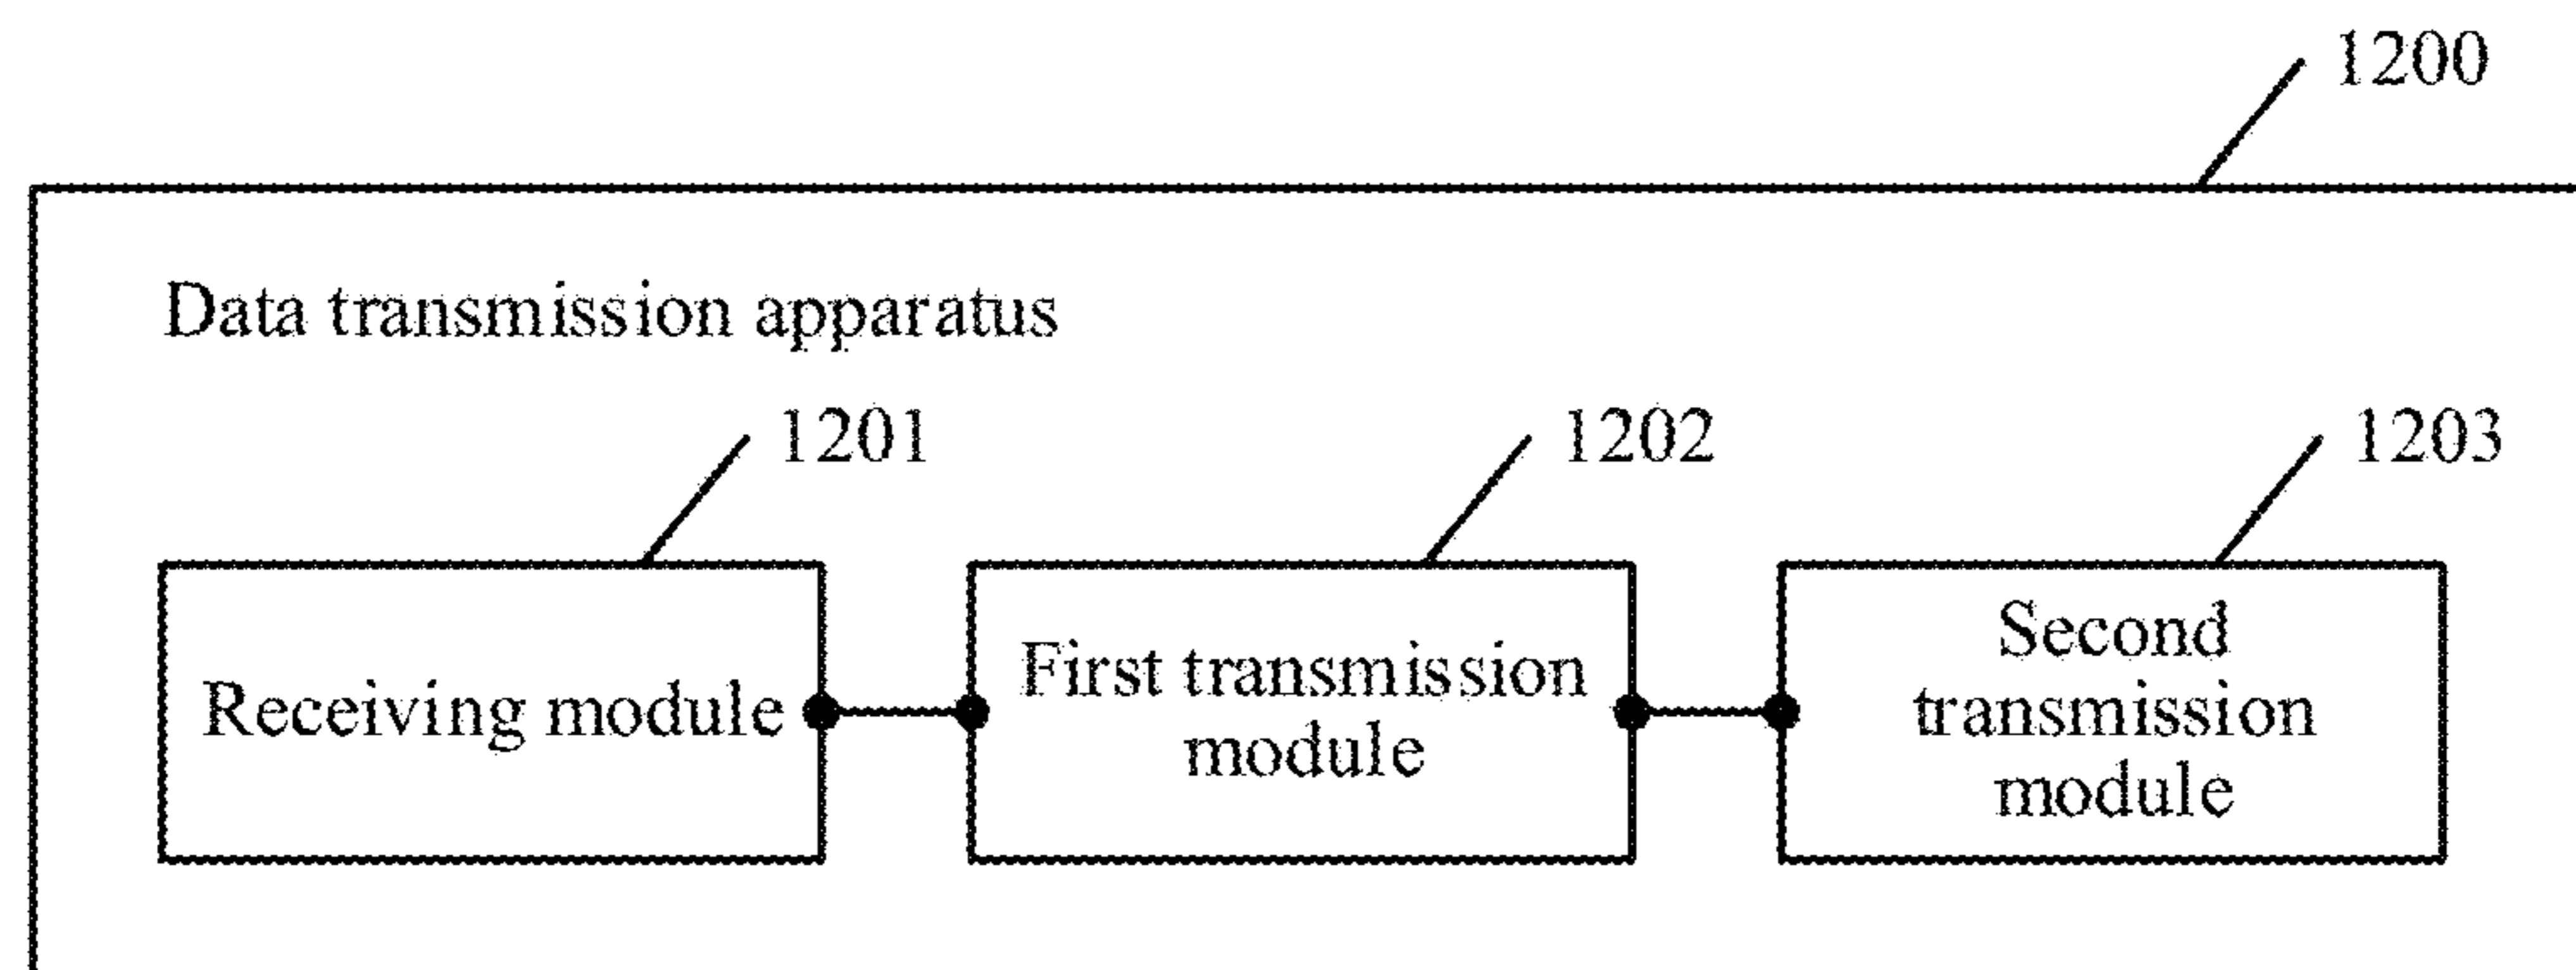 1200
Data transmission apparatus
1201
1202
1203
Receiving module
First transmission
module
Second
transmission
module